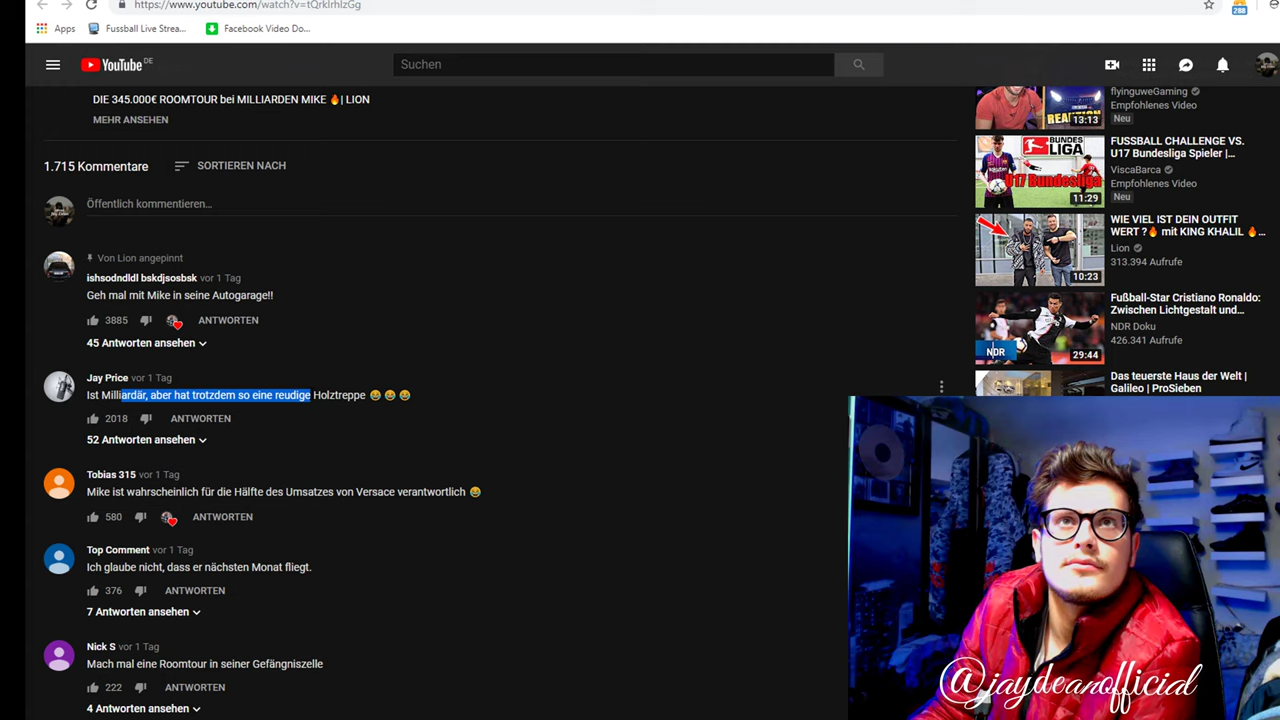 https://www.youtube.com/watch?v=tQrklrhlzGg
288
Apps
Fussball Live Strea...
Facebook Video Do...
YouTube DE
Suchen
DIE 345.000€ ROOMTOUR bei MILLIARDEN MIKE 🔥| LION
MEHR ANSEHEN
1.715 Kommentare
SORTIEREN NACH
Öffentlich kommentieren...
Von Lion angepinnt
ishsodndldl bskdjsosbsk vor 1 Tag
Geh mal mit Mike in seine Autogarage!!
3885 ANTWORTEN
45 Antworten ansehen
Jay Price vor 1 Tag
Ist Milliardär, aber hat trotzdem so eine reudige Holztreppe 😂 😂 😂
2018 ANTWORTEN
52 Antworten ansehen
Tobias 315 vor 1 Tag
Mike ist wahrscheinlich für die Hälfte des Umsatzes von Versace verantwortlich 😂
580 ANTWORTEN
Top Comment vor 1 Tag
Ich glaube nicht, dass er nächsten Monat fliegt.
376 ANTWORTEN
7 Antworten ansehen
Nick S vor 1 Tag
Mach mal eine Roomtour in seiner Gefängniszelle
222 ANTWORTEN
4 Antworten ansehen
REAKTION
13:13
flyinguweGaming
Empfohlenes Video
Neu
BUNDES
LIGA
U17 Bundesliga
11:29
FUSSBALL CHALLENGE VS.
U17 Bundesliga Spieler |...
ViscaBarca
Empfohlenes Video
Neu
10:23
WIE VIEL IST DEIN OUTFIT
WERT ?🔥 mit KING KHALIL 🔥...
Lion
313.394 Aufrufe
NDR
29:44
Fußball-Star Cristiano Ronaldo:
Zwischen Lichtgestalt und...
NDR Doku
426.341 Aufrufe
Das teuerste Haus der Welt |
Galileo | ProSieben
@jaydeanofficial